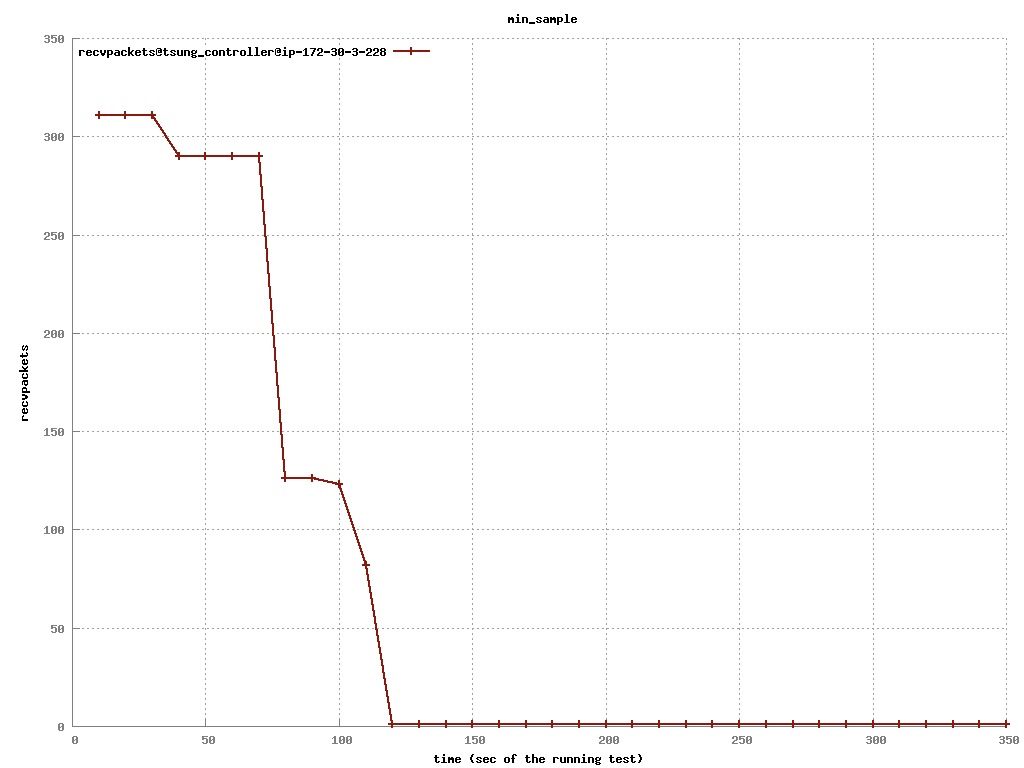 min_sample
recvpackets@tsung_controller@ip-172-30-3-228
350
300
250
200
150
100
50
0
recvpackets
0 50 100 150 200 250 300 350
time (sec of the running test)